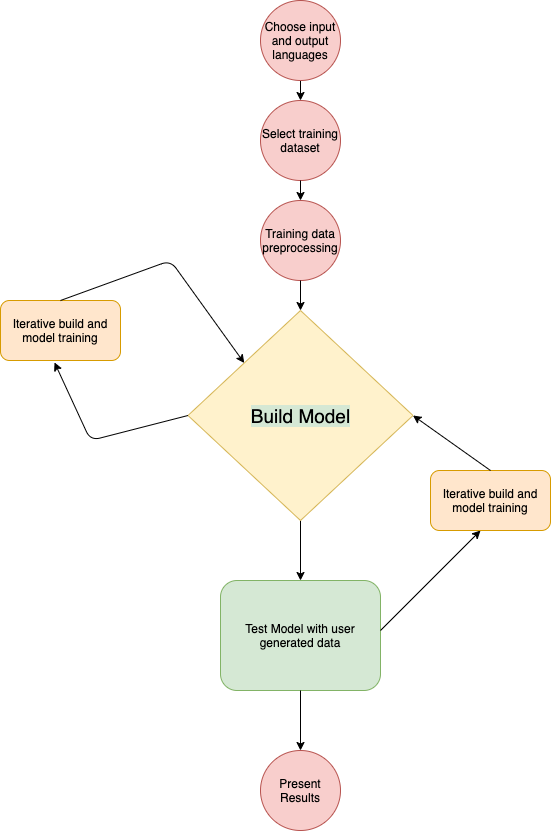 Choose input
and output
languages
Select training
dataset
Training data
preprocessing
Iterative build and
model training
Build Model
Iterative build and
model training
Test Model with user
generated data
Present
Results